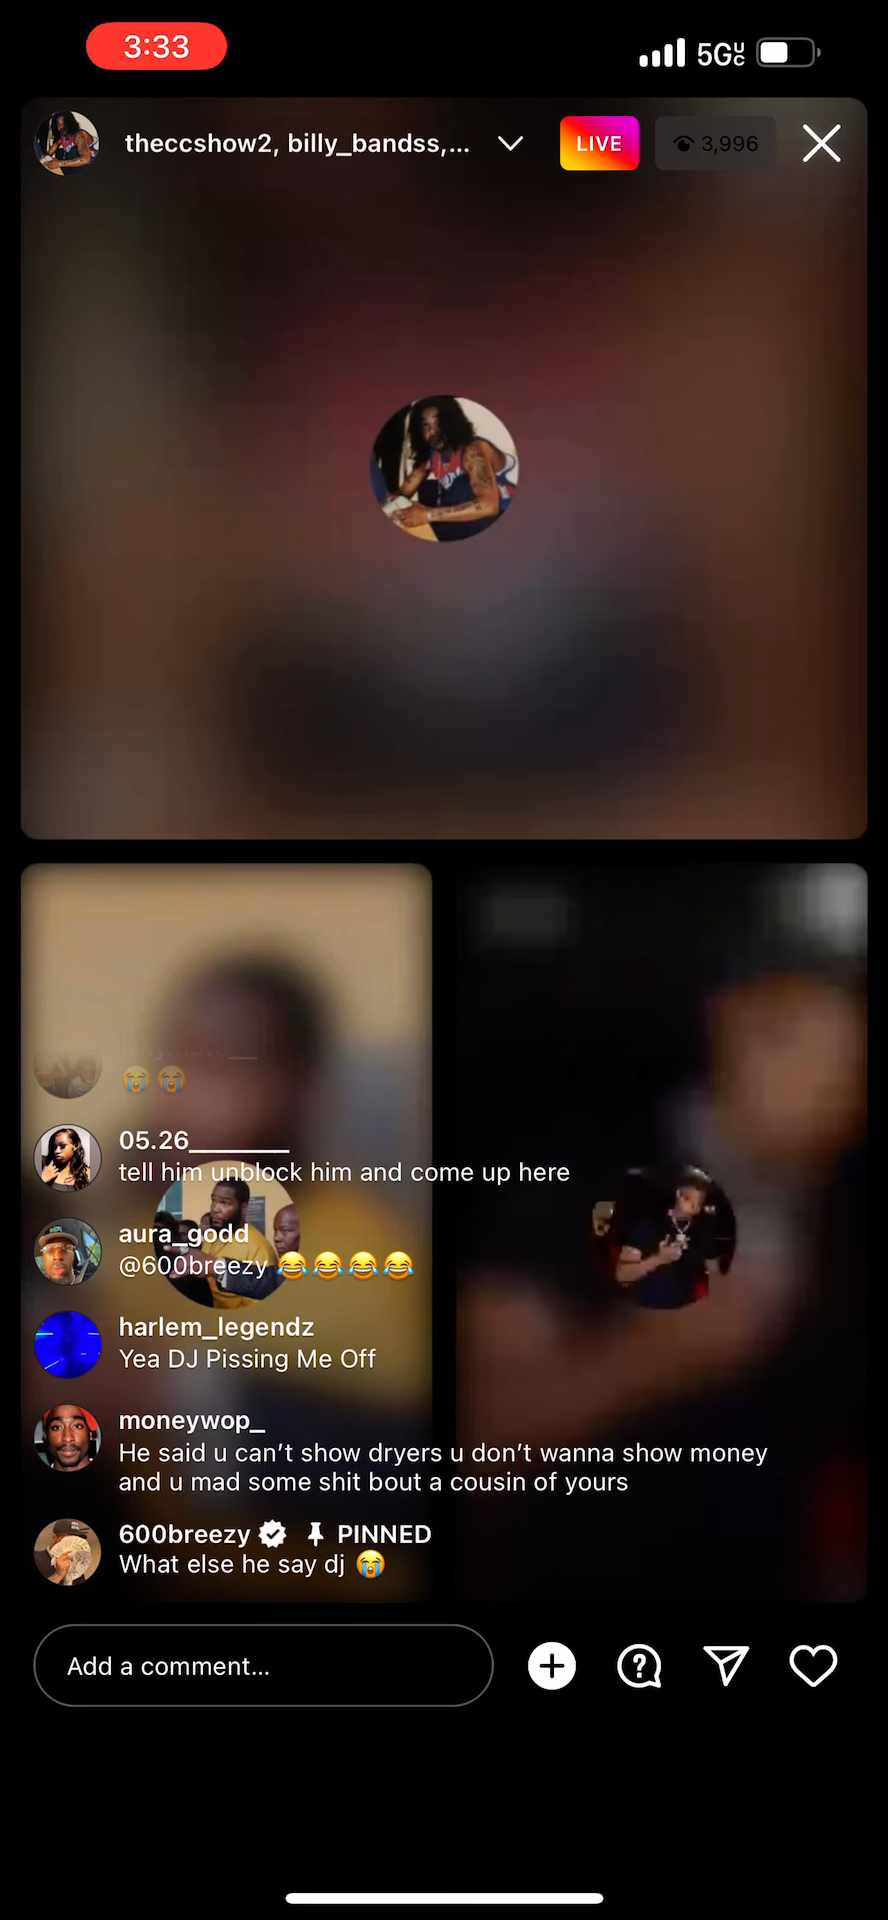 3:33
5G UC
theccshow2, billy_bandss,...
LIVE
3,996
😭 😭
05.26________
tell him unblock him and come up here
aura_godd
@600breezy 😂😂😂😂
harlem_legendz
Yea DJ Pissing Me Off
moneywop_
He said u can’t show dryers u don’t wanna show money
and u mad some shit bout a cousin of yours
600breezy PINNED
What else he say dj 😭
Add a comment...